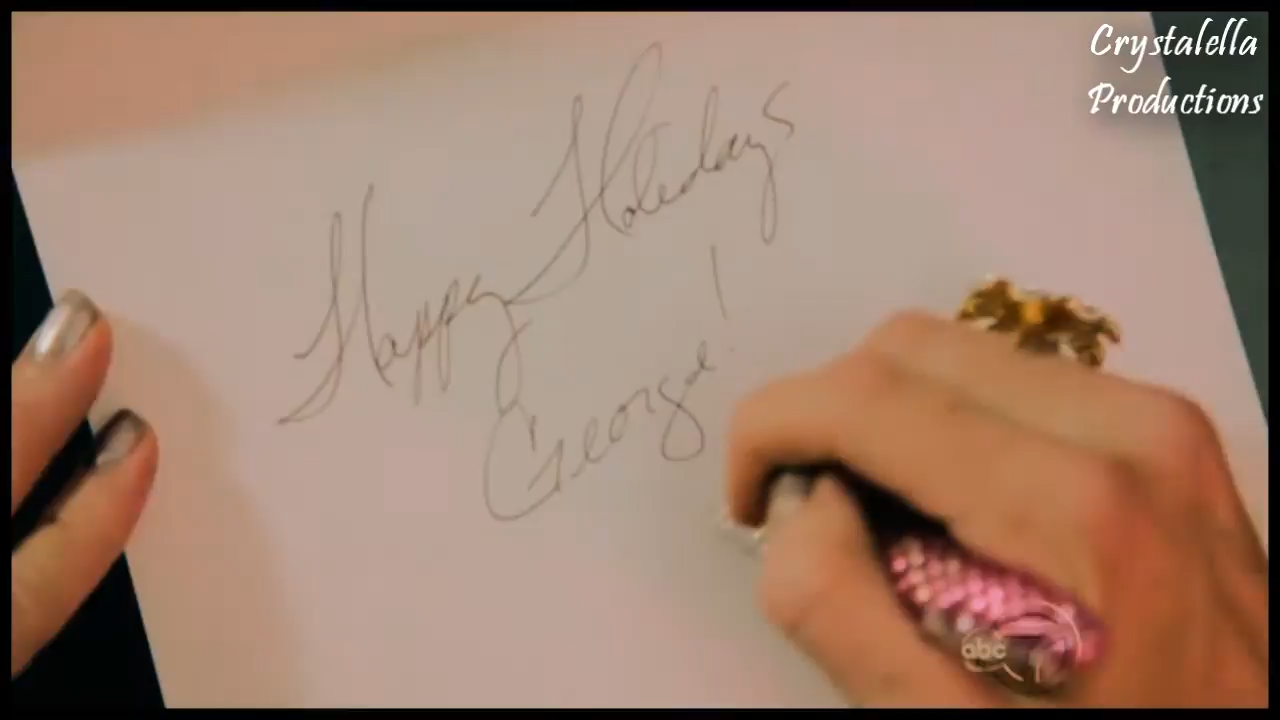 Crystalella
Productions
Happy Holidays
George!
abc